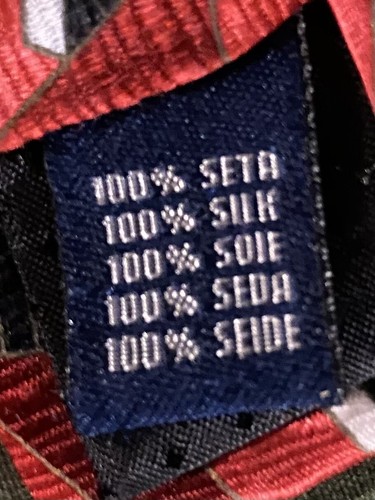 100% SETA
100% SILK
100% SOIE
100% SEDA
100% SEIDE